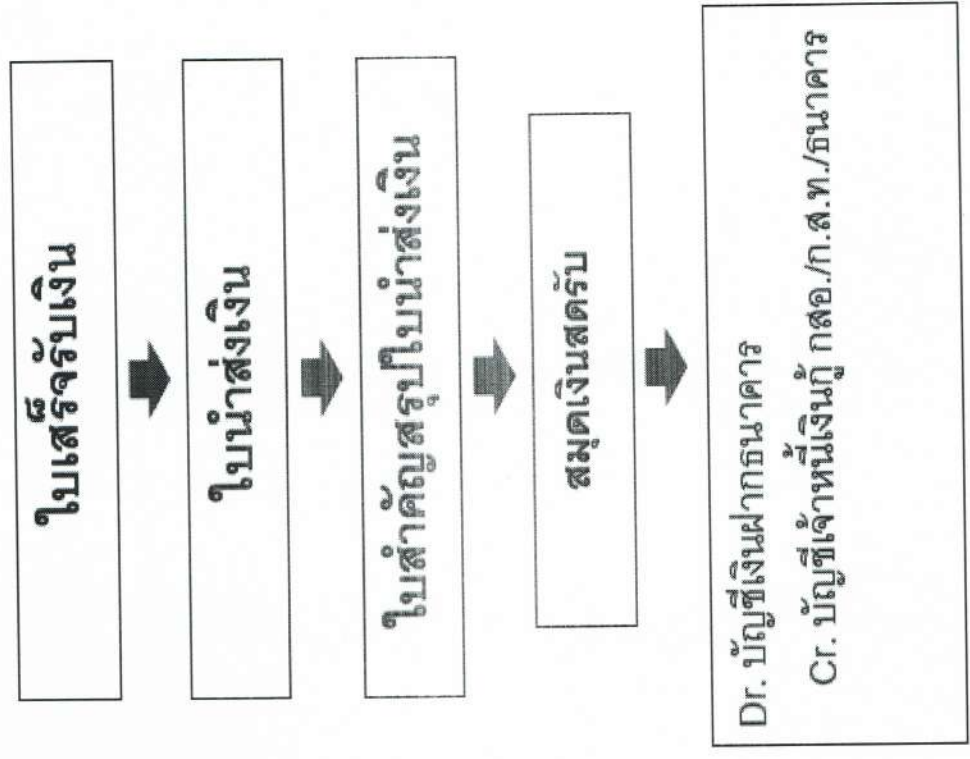 ใบเสร็จรับเงิน
ใบนำส่งเงิน
ใบสำคัญสรุปใบนำส่งเงิน
สมุดเงินสดรับ
Dr. บัญชีเงินฝากธนาคาร
Cr. บัญชีเจ้าหนี้เงินกู้ กสอ./ก.ส.ท./ธนาคาร